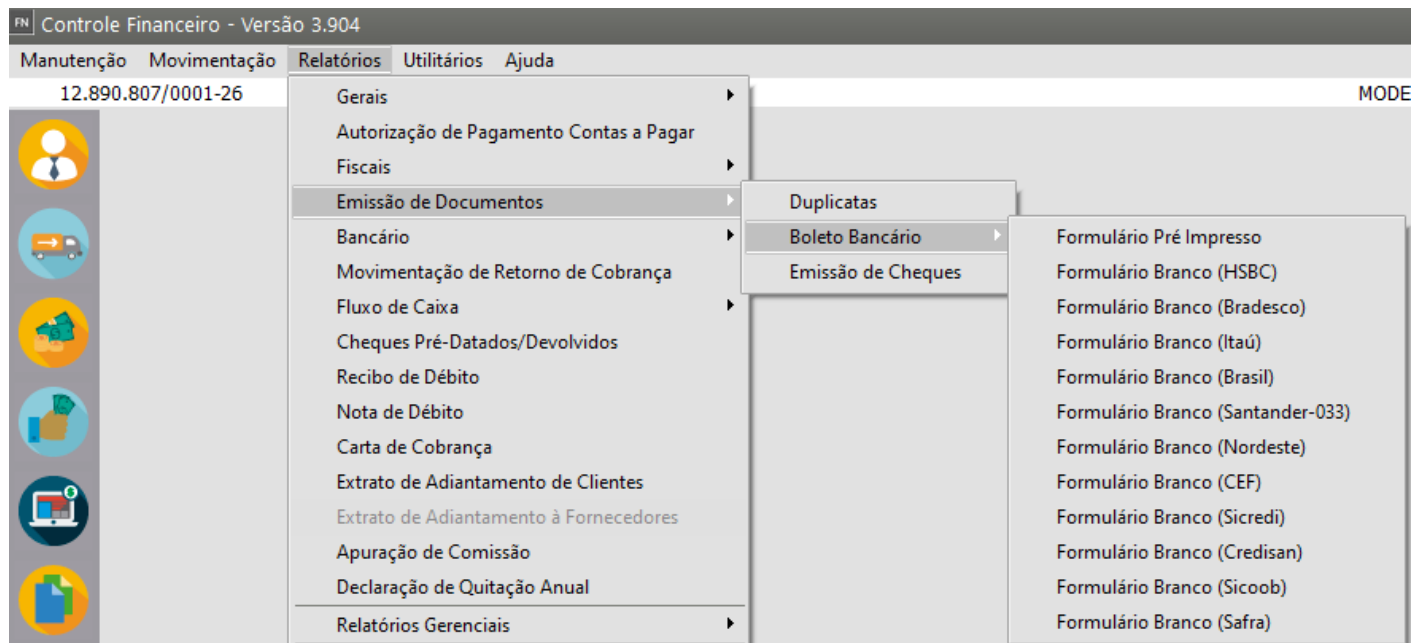 FN Controle Financeiro - Versão 3.904
Manutenção Movimentação Relatórios Utilitários Ajuda
12.890.807/0001-26 MODE
Gerais
Autorização de Pagamento Contas a Pagar
Fiscais
Emissão de Documentos
Bancário
Movimentação de Retorno de Cobrança
Fluxo de Caixa
Cheques Pré-Datados/Devolvidos
Recibo de Débito
Nota de Débito
Carta de Cobrança
Extrato de Adiantamento de Clientes
Extrato de Adiantamento à Fornecedores
Apuração de Comissão
Declaração de Quitação Anual
Relatórios Gerenciais
Duplicatas
Boleto Bancário
Emissão de Cheques
Formulário Pré Impresso
Formulário Branco (HSBC)
Formulário Branco (Bradesco)
Formulário Branco (Itaú)
Formulário Branco (Brasil)
Formulário Branco (Santander-033)
Formulário Branco (Nordeste)
Formulário Branco (CEF)
Formulário Branco (Sicredi)
Formulário Branco (Credisan)
Formulário Branco (Sicoob)
Formulário Branco (Safra)